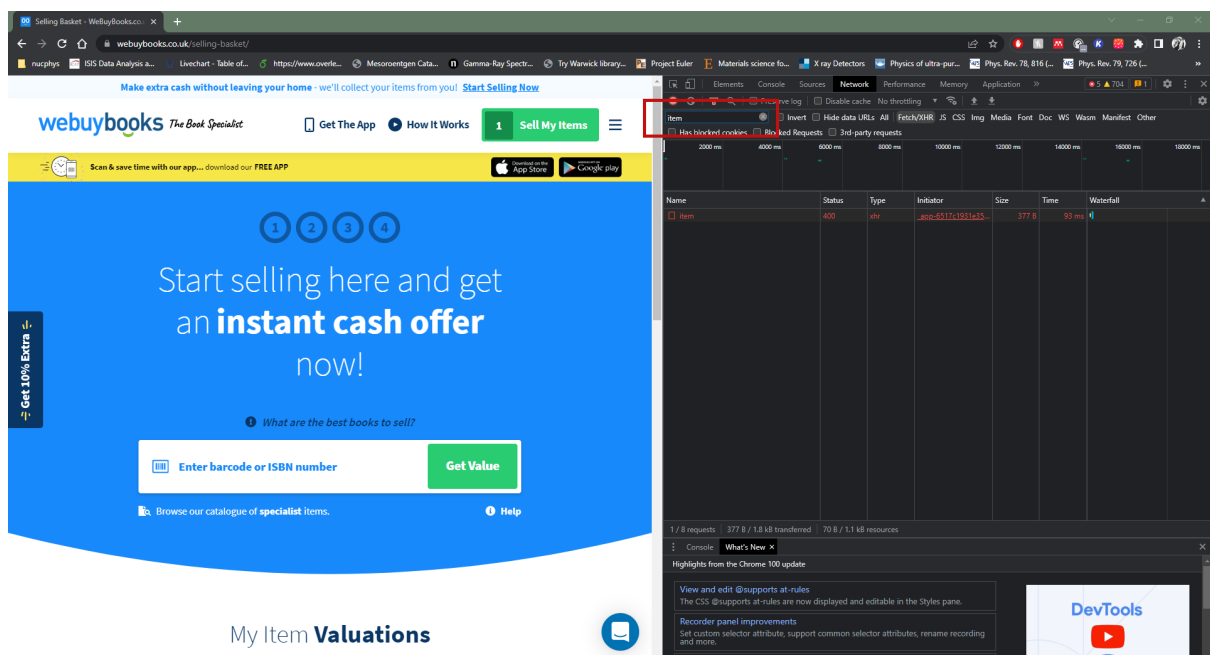 Selling Basket - WeBuyBooks.co.
webuybooks.co.uk/selling-basket/
nucphys ISIS Data Analysis a... Livechart - Table of... https://www.overle... Mesoroentgen Cata... Gamma-Ray Spectr... Try Warwick library... Project Euler Materials science fo... X ray Detectors Physics of ultra-pur... Phys. Rev. 78, 816 (... Phys. Rev. 79, 726 (... »
Make extra cash without leaving your home - we'll collect your items from you! Start Selling Now
webuybooks The Book Specialist Get The App How It Works 1 Sell My Items
Scan & save time with our app... download our FREE APP Download on the App Store Google play
1 2 3 4
Start selling here and get
an instant cash offer
now!
Get 10% Extra
What are the best books to sell?
Enter barcode or ISBN number Get Value
Browse our catalogue of specialist items. Help
My Item Valuations
Elements Console Sources Network Performance Memory Application » 5 704 1
Preserve log Disable cache No throttling
item Invert Hide data URLs All Fetch/XHR JS CSS Img Media Font Doc WS Wasm Manifest Other
Has blocked cookies Blocked Requests 3rd-party requests
2000 ms 4000 ms 6000 ms 8000 ms 10000 ms 12000 ms 14000 ms 16000 ms 18000 ms
Name Status Type Initiator Size Time Waterfall
item 400 xhr _app-6517c1931e35... 377 B 93 ms
1 / 8 requests 377 B / 1.8 kB transferred 70 B / 1.1 kB resources
Console What's New
Highlights from the Chrome 100 update
View and edit @supports at-rules
The CSS @supports at-rules are now displayed and editable in the Styles pane.
Recorder panel improvements
Set custom selector attribute, support common selector attributes, rename recording
and more.
DevTools